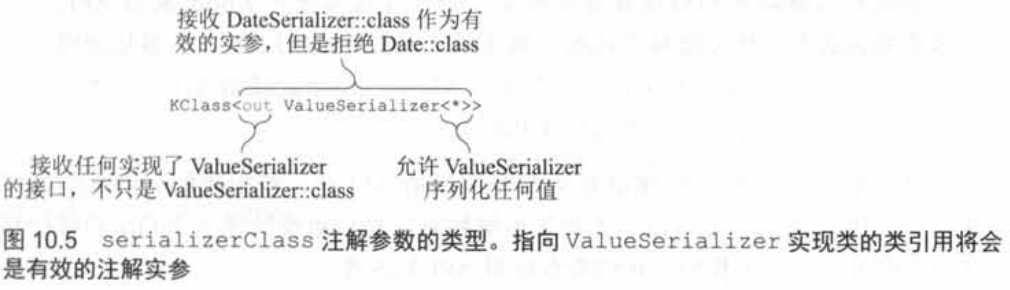 接收 DateSerializer::class 作为有
效的实参，但是拒绝 Date::class
KClass<out ValueSerializer<*>>
接收任何实现了 ValueSerializer
的接口，不只是 ValueSerializer::class
允许 ValueSerializer
序列化任何值
图 10.5 serializerClass 注解参数的类型。指向 ValueSerializer 实现类的类引用将会
是有效的注解实参